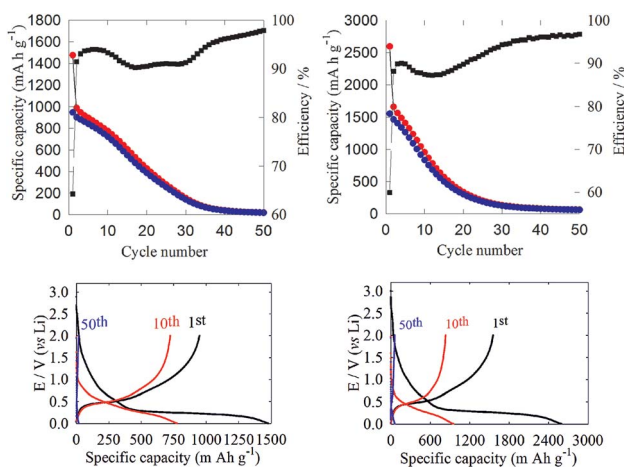 1800
1600
1400
1200
1000
800
600
400
200
0
Specific capacity (mA h g⁻¹)
100
90
80
70
60
Efficiency / %
0 10 20 30 40 50
Cycle number
3000
2500
2000
1500
1000
500
0
Specific capacity (mA h g⁻¹)
100
90
80
70
60
Efficiency / %
0 10 20 30 40 50
Cycle number
3.0
2.5
2.0
1.5
1.0
0.5
0.0
E / V (vs Li)
50th 10th 1st
0 250 500 750 1000 1250 1500
Specific capacity (m Ah g⁻¹)
3.0
2.5
2.0
1.5
1.0
0.5
0.0
E / V (vs Li)
50th 10th 1st
0 600 1200 1800 2400 3000
Specific capacity (m Ah g⁻¹)